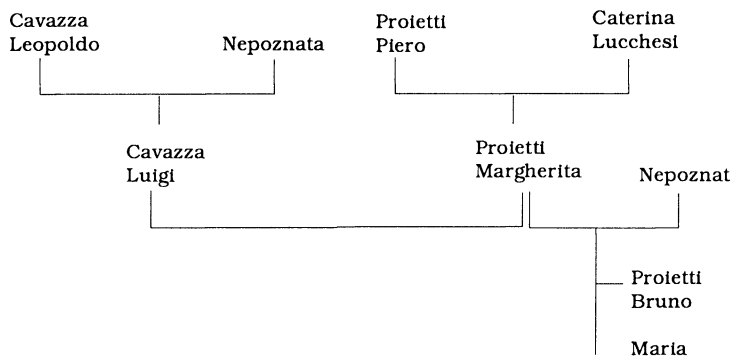 Cavazza
Leopoldo
Nepoznata
Proietti
Piero
Caterina
Lucchesi
Cavazza
Luigi
Proietti
Margherita
Nepoznat
Proietti
Bruno
Maria